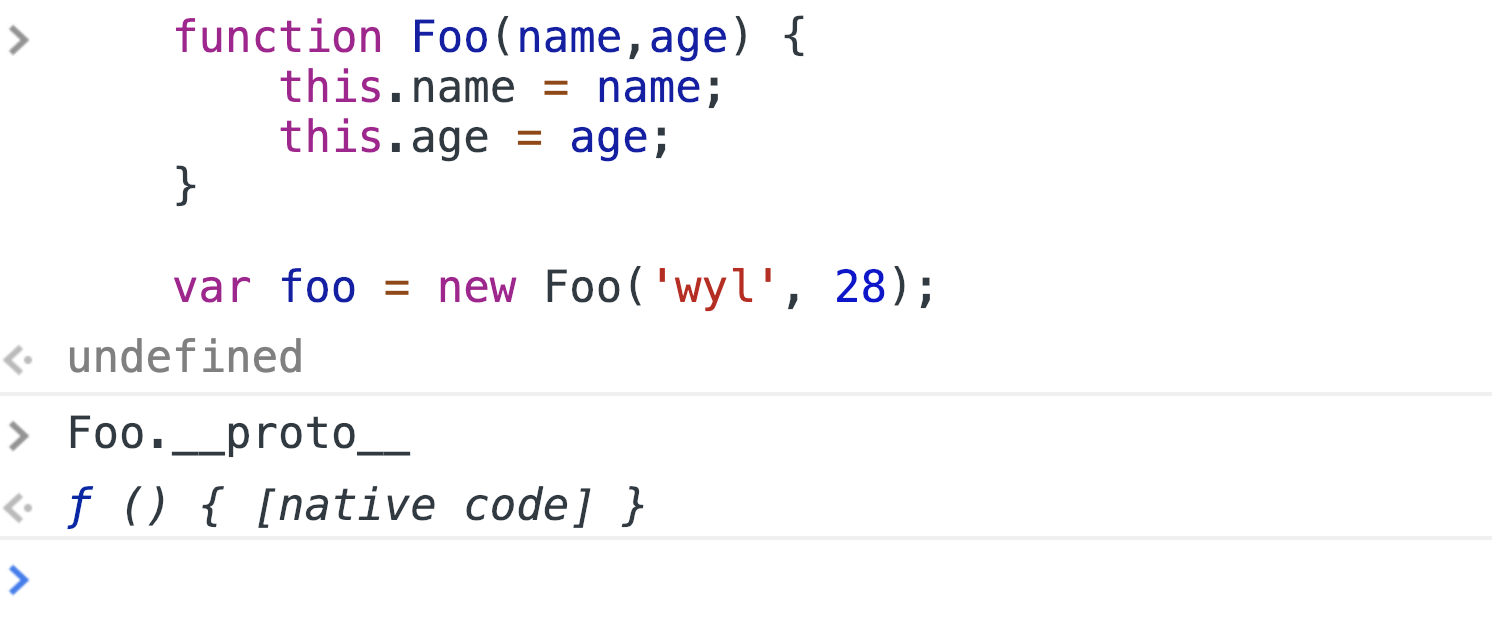 function Foo(name,age) {
this.name = name;
this.age = age;
}
var foo = new Foo('wyl', 28);
undefined
Foo.__proto__
ƒ () { [native code] }